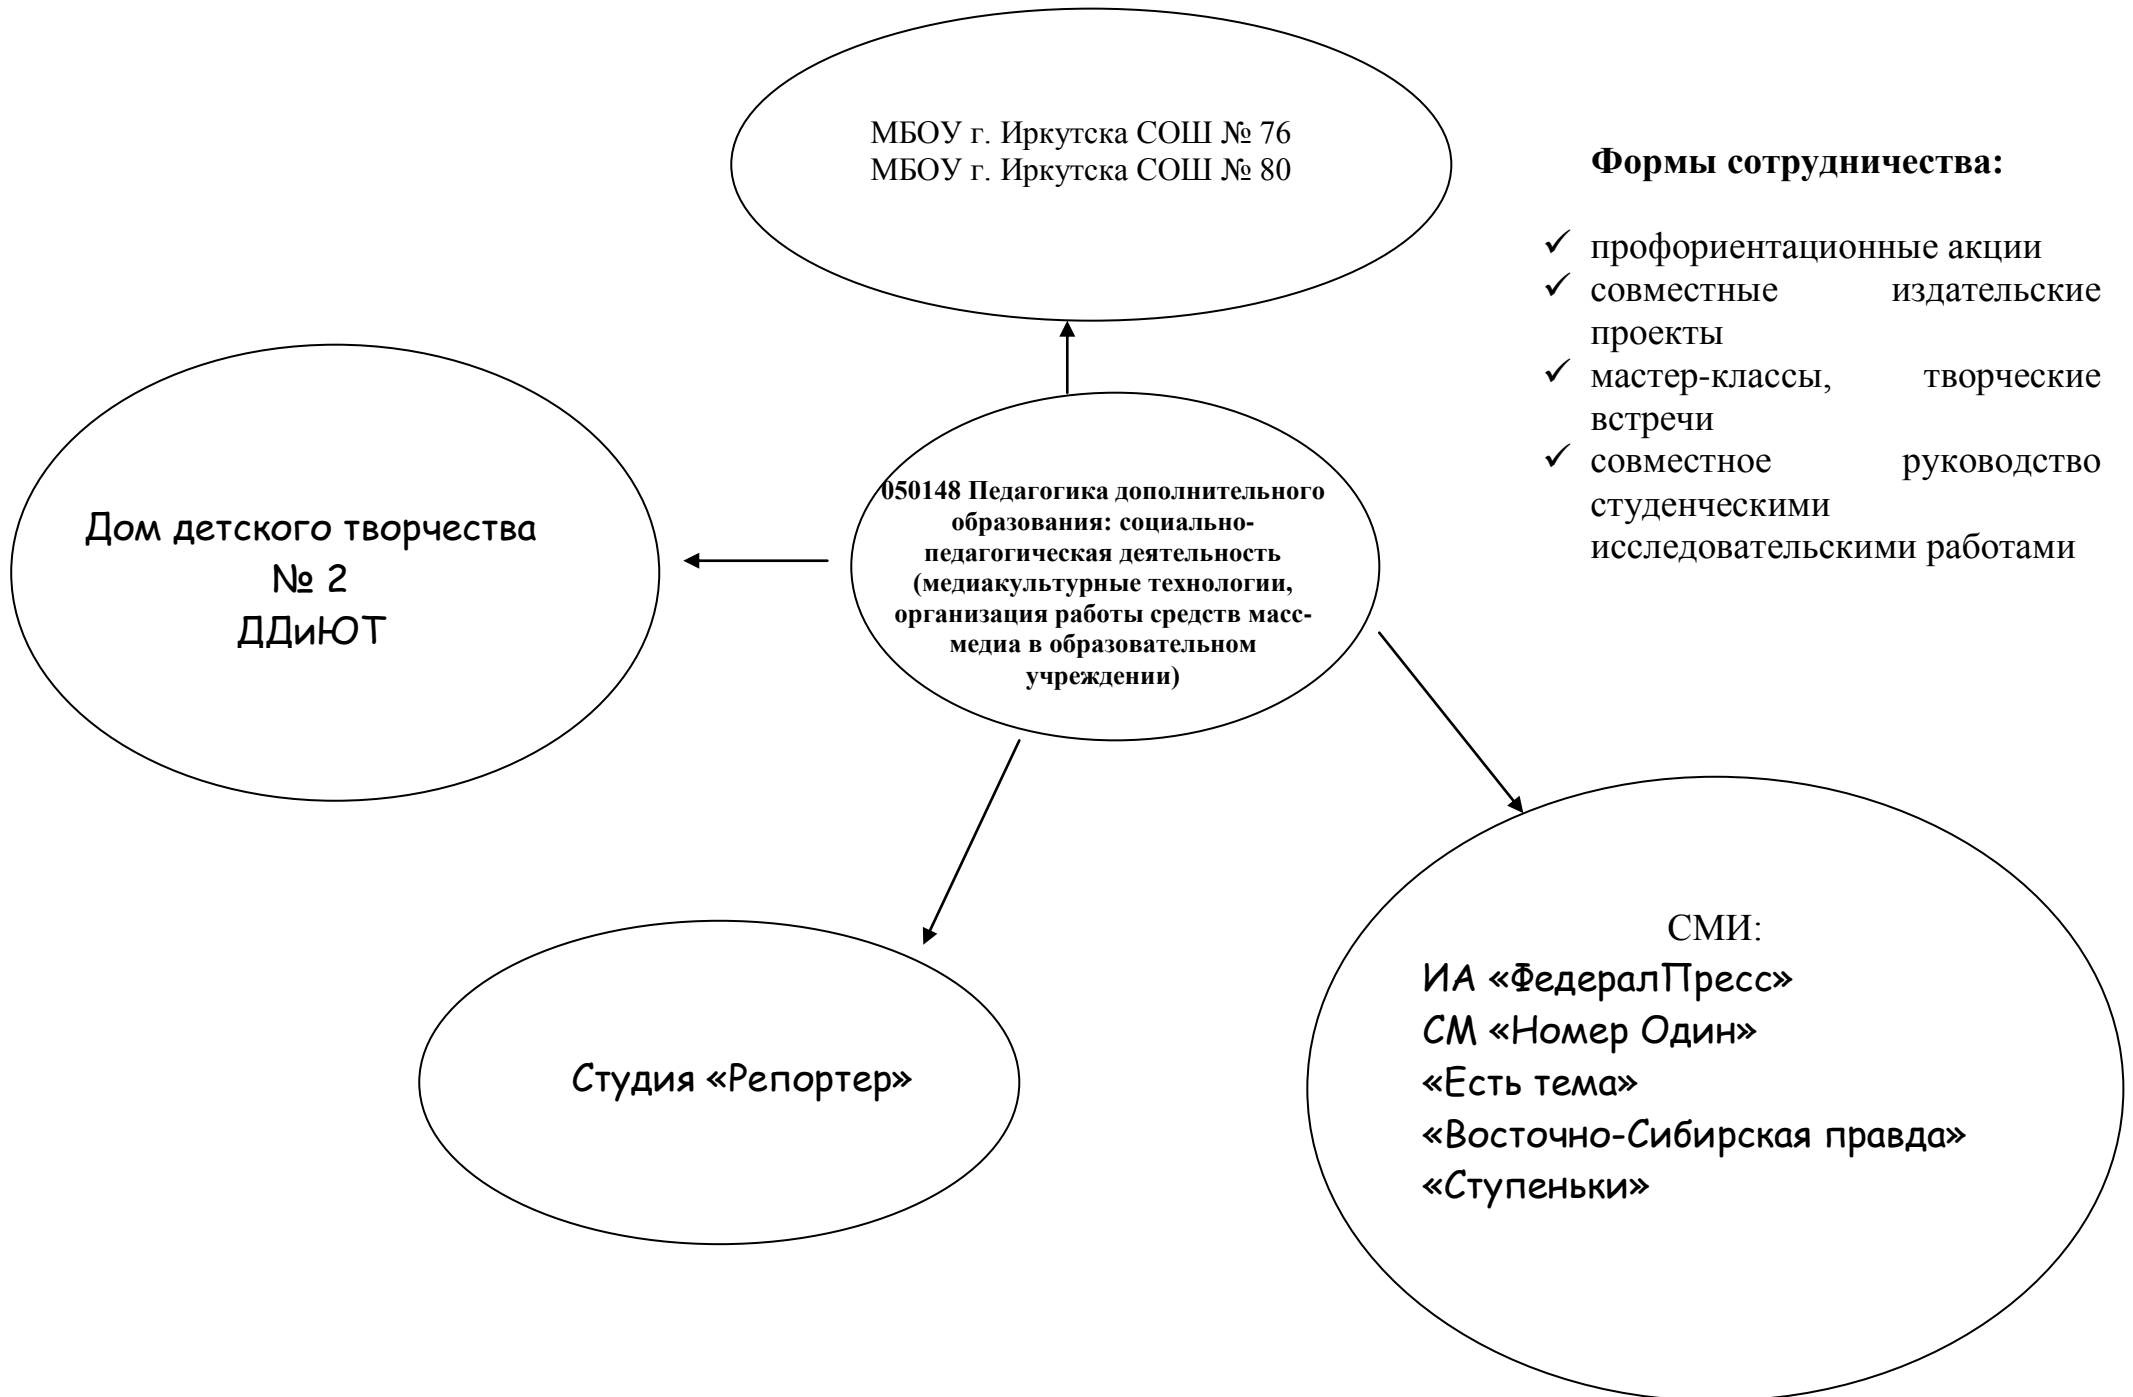 МБОУ г. Иркутска СОШ № 76
МБОУ г. Иркутска СОШ № 80
Формы сотрудничества:
✓ профориентационные акции
✓ совместные издательские
проекты
✓ мастер-классы, творческие
встречи
✓ совместное руководство
студенческими
исследовательскими работами
Дом детского творчества
№ 2
ДДиЮТ
050148 Педагогика дополнительного
образования: социально-
педагогическая деятельность
(медиакультурные технологии,
организация работы средств масс-
медиа в образовательном
учреждении)
Студия «Репортер»
СМИ:
ИА «ФедералПресс»
СМ «Номер Один»
«Есть тема»
«Восточно-Сибирская правда»
«Ступеньки»